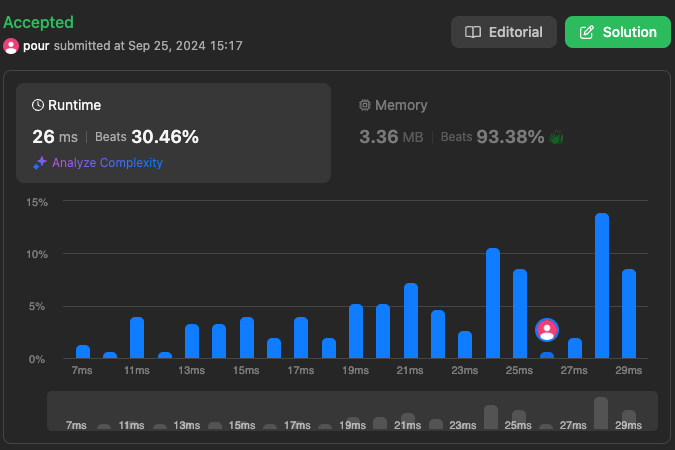 Accepted
pour submitted at Sep 25, 2024 15:17
Editorial
Solution
Runtime
26 ms | Beats 30.46%
Analyze Complexity
Memory
3.36 MB | Beats 93.38%
15%
10%
5%
0%
7ms 11ms 13ms 15ms 17ms 19ms 21ms 23ms 25ms 27ms 29ms
7ms 11ms 13ms 15ms 17ms 19ms 21ms 23ms 25ms 27ms 29ms